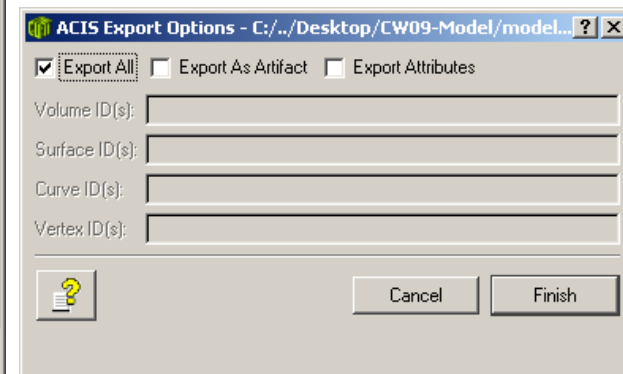 ACIS Export Options - C:/../Desktop/CW09-Model/model...
Export All Export As Artifact Export Attributes
Volume ID(s):
Surface ID(s):
Curve ID(s):
Vertex ID(s):
Cancel Finish